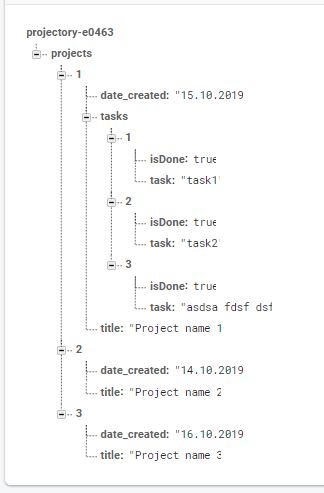 projectory-e0463
projects
1
date_created: "15.10.2019
tasks
1
isDone: true
task: "task1'
2
isDone: true
task: "task2'
3
isDone: true
task: "asdsa fdsf dsf
title: "Project name 1
2
date_created: "14.10.2019
title: "Project name 2
3
date_created: "16.10.2019
title: "Project name 3